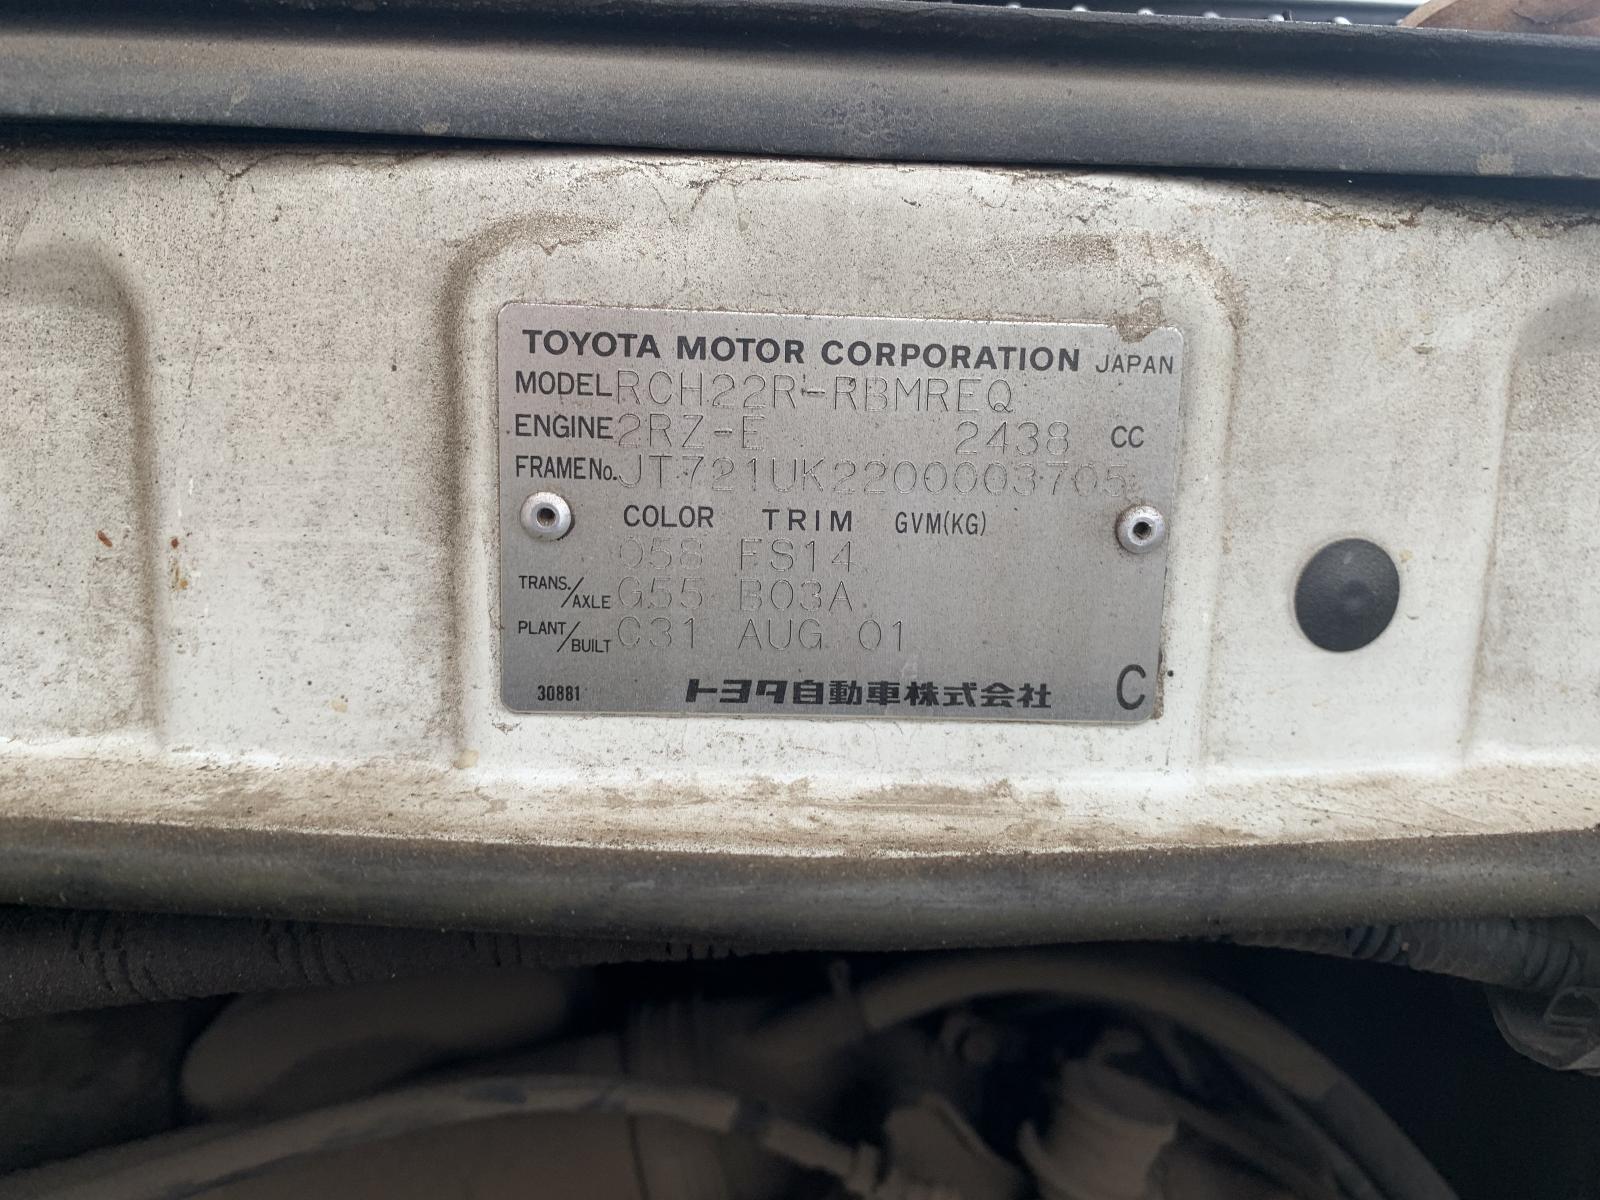 TOYOTA MOTOR CORPORATION JAPAN
MODEL RCH22R-RBMREQ
ENGINE 2RZ-E 2438 CC
FRAME No. JT721UK2200003705
COLOR TRIM GVM(KG)
058 FS14
TRANS./AXLE G55 B03A
PLANT/BUILT C31 AUG 01
30881 トヨタ自動車株式会社 C